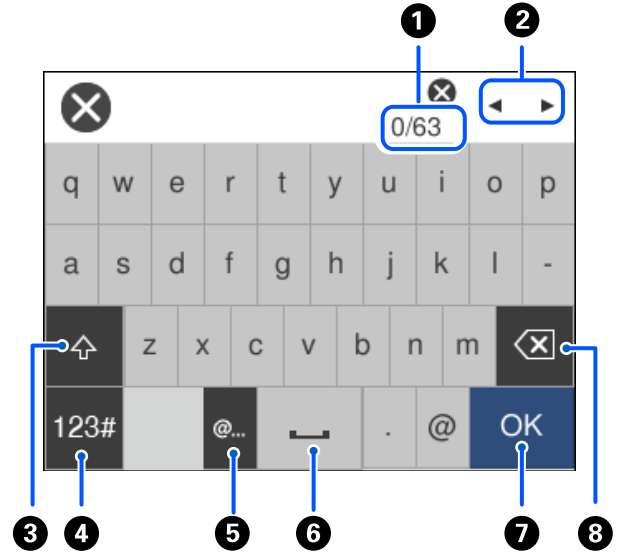 1 2
0/63
q w e r t y u i o p
a s d f g h j k l -
z x c v b n m
3 8
123# @... . @ OK
4 5 6 7